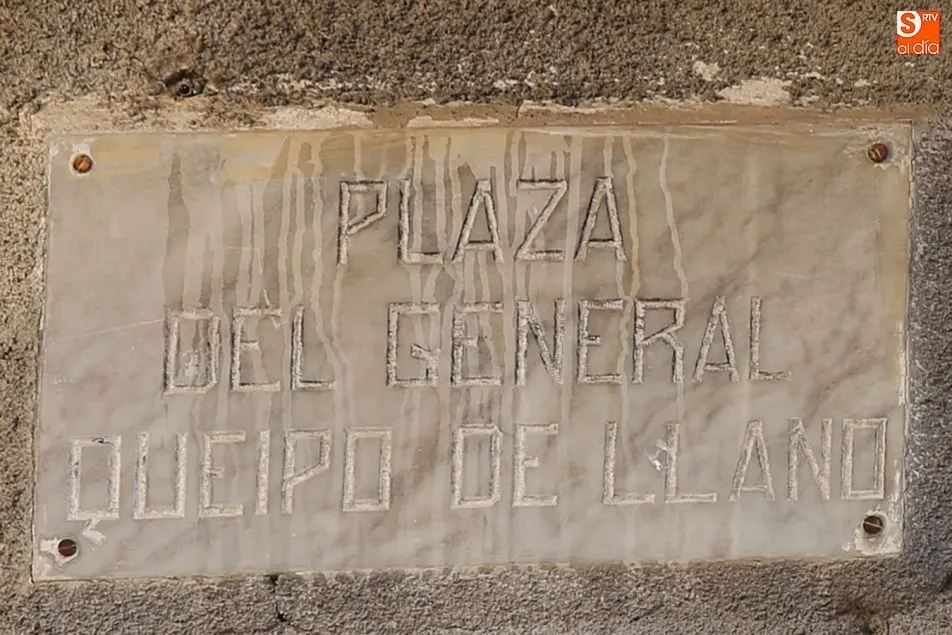 S RTV
al día
PLAZA
DEL GENERAL
QUEIPO DE LLANO